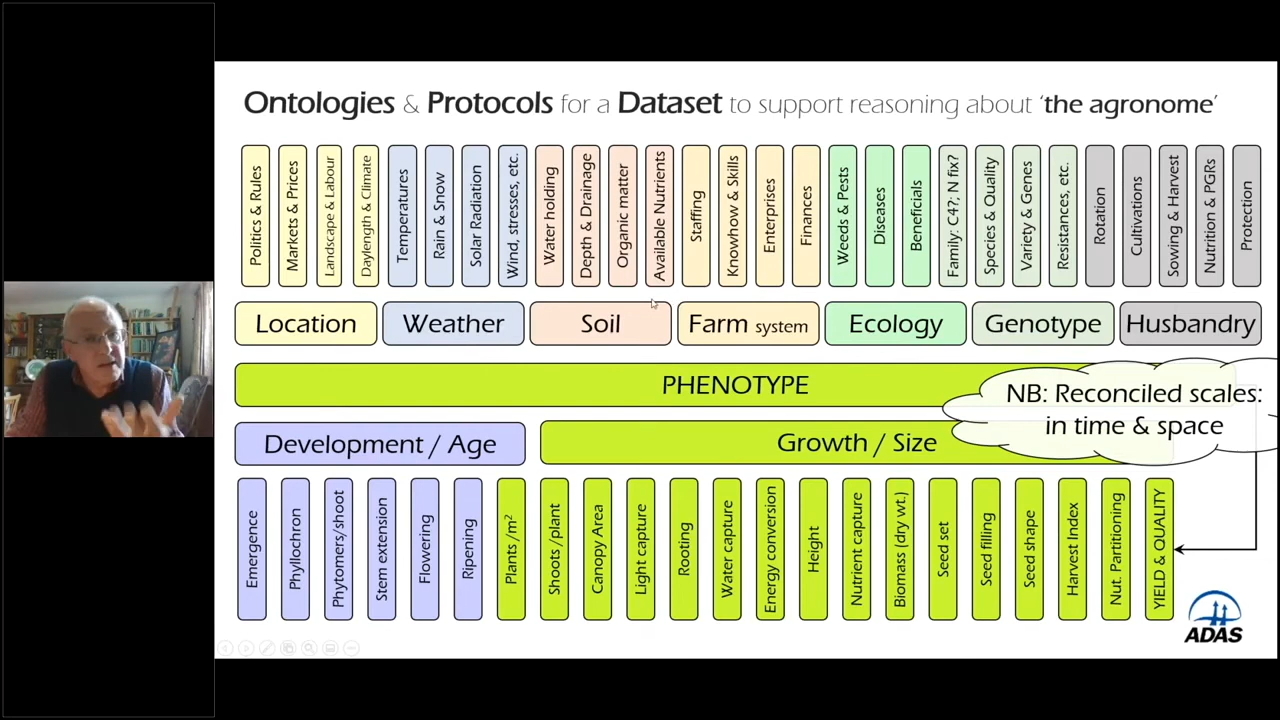 Ontologies & Protocols for a Dataset to support reasoning about ‘the agronome’
Politics & Rules
Markets & Prices
Landscape & Labour
Daylength & Climate
Temperatures
Rain & Snow
Solar Radiation
Wind, stresses, etc.
Water holding
Depth & Drainage
Organic matter
Available Nutrients
Staffing
Knowhow & Skills
Enterprises
Finances
Weeds & Pests
Diseases
Beneficials
Family: C4?; N fix?
Species & Quality
Variety & Genes
Resistances, etc.
Rotation
Cultivations
Sowing & Harvest
Nutrition & PGRs
Protection
Location
Weather
Soil
Farm system
Ecology
Genotype
Husbandry
PHENOTYPE
NB: Reconciled scales:
in time & space
Development / Age
Growth / Size
Emergence
Phyllochron
Phytomers/shoot
Stem extension
Flowering
Ripening
Plants /m²
Shoots /plant
Canopy Area
Light capture
Rooting
Water capture
Energy conversion
Height
Nutrient capture
Biomass (dry wt.)
Seed set
Seed filling
Seed shape
Harvest Index
Nut. Partitioning
YIELD & QUALITY
ADAS